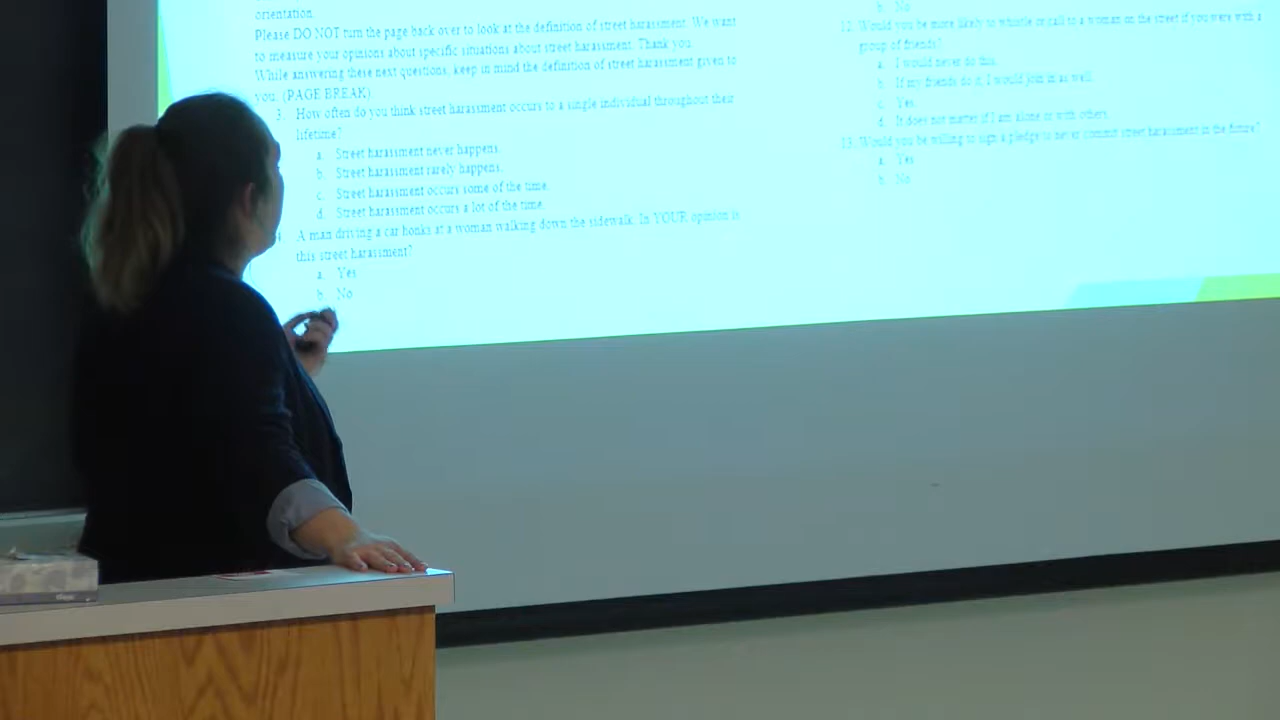 orientation.
Please DO NOT turn the page back over to look at the definition of street harassment. We want
to measure your opinions about specific situations about street harassment. Thank you.
While answering these next questions, keep in mind the definition of street harassment given to
you. (PAGE BREAK)
3. How often do you think street harassment occurs to a single individual throughout their
lifetime?
a. Street harassment never happens.
b. Street harassment rarely happens.
c. Street harassment occurs some of the time.
d. Street harassment occurs a lot of the time.
4. A man driving a car honks at a woman walking down the sidewalk. In YOUR opinion is
this street harassment?
a. Yes
b. No
b. No
12. Would you be more likely to whistle or call to a woman on the street if you were with a
group of friends?
a. I would never do this.
b. If my friends do it, I would join in as well.
c. Yes
d. It does not matter if I am alone or with others.
13. Would you be willing to sign a pledge to never commit street harassment in the future?
a. Yes
b. No